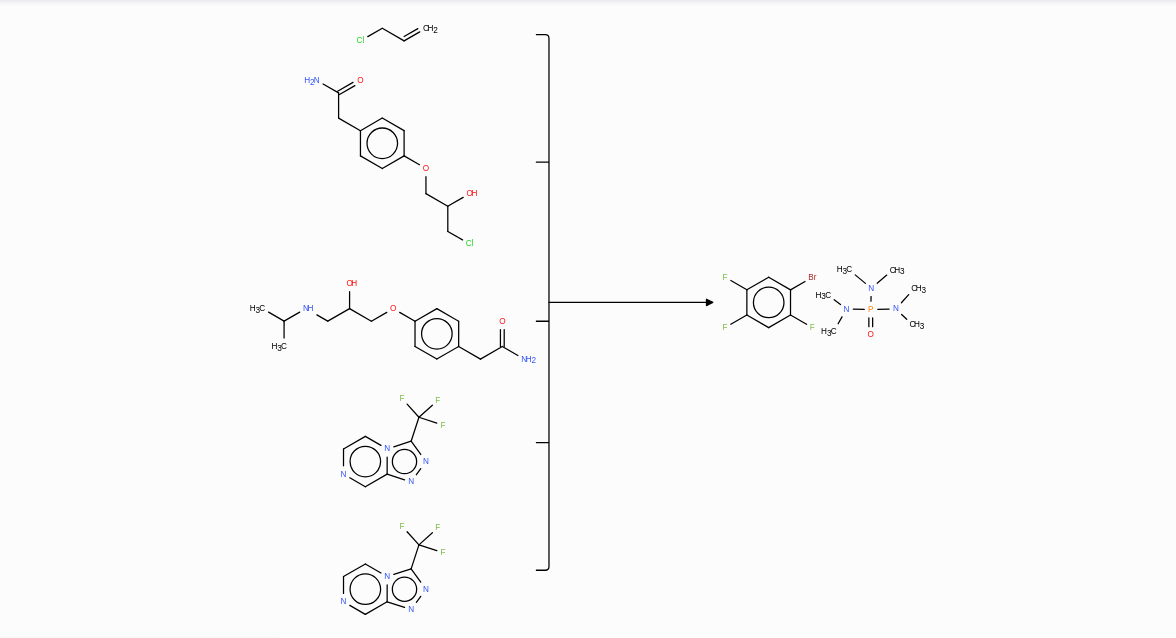 Cl CH2
H2N O
O
OH
Cl
OH
H3C NH O O
H3C NH2
F F
F
N N
N N
F F
F
N N
N N
F Br
F F
H3C CH3
N CH3
H3C N P N
H3C O CH3